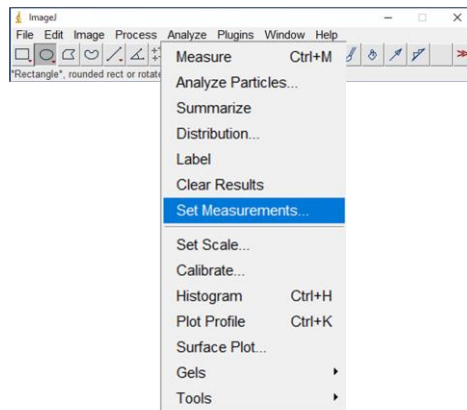 ImageJ
File Edit Image Process Analyze Plugins Window Help
*Rectangle*, rounded rect or rotate
Measure Ctrl+M
Analyze Particles...
Summarize
Distribution...
Label
Clear Results
Set Measurements...
Set Scale...
Calibrate...
Histogram Ctrl+H
Plot Profile Ctrl+K
Surface Plot...
Gels
Tools